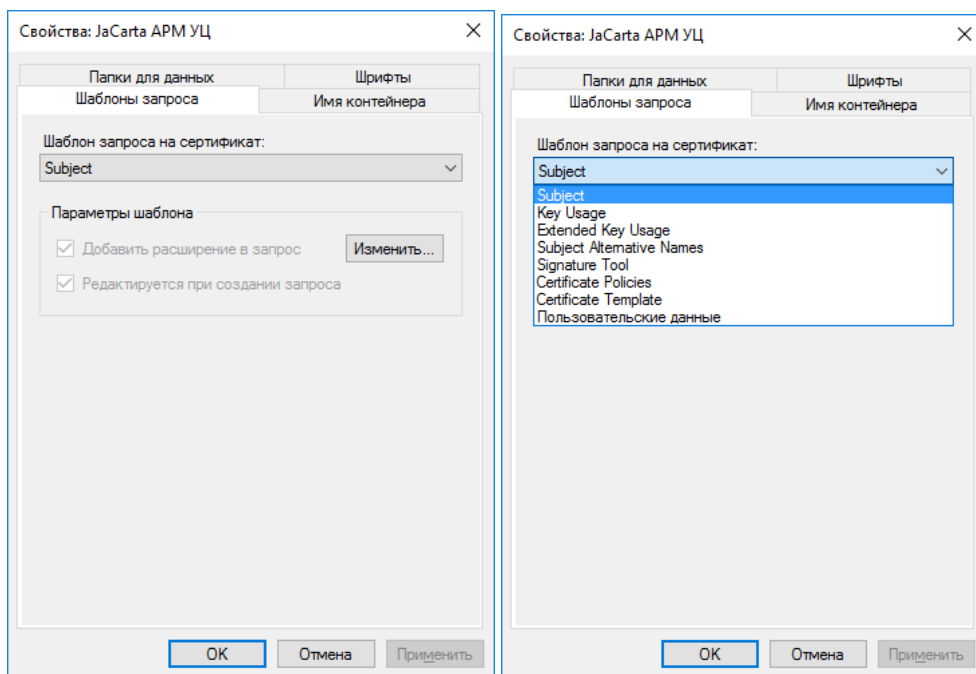 Свойства: JaCarta АРМ УЦ
Папки для данных
Шрифты
Шаблоны запроса
Имя контейнера
Шаблон запроса на сертификат:
Subject
Параметры шаблона
Добавить расширение в запрос
Изменить...
Редактируется при создании запроса
OK
Отмена
Применить
Свойства: JaCarta АРМ УЦ
Папки для данных
Шрифты
Шаблоны запроса
Имя контейнера
Шаблон запроса на сертификат:
Subject
Subject
Key Usage
Extended Key Usage
Subject Alternative Names
Signature Tool
Certificate Policies
Certificate Template
Пользовательские данные
OK
Отмена
Применить